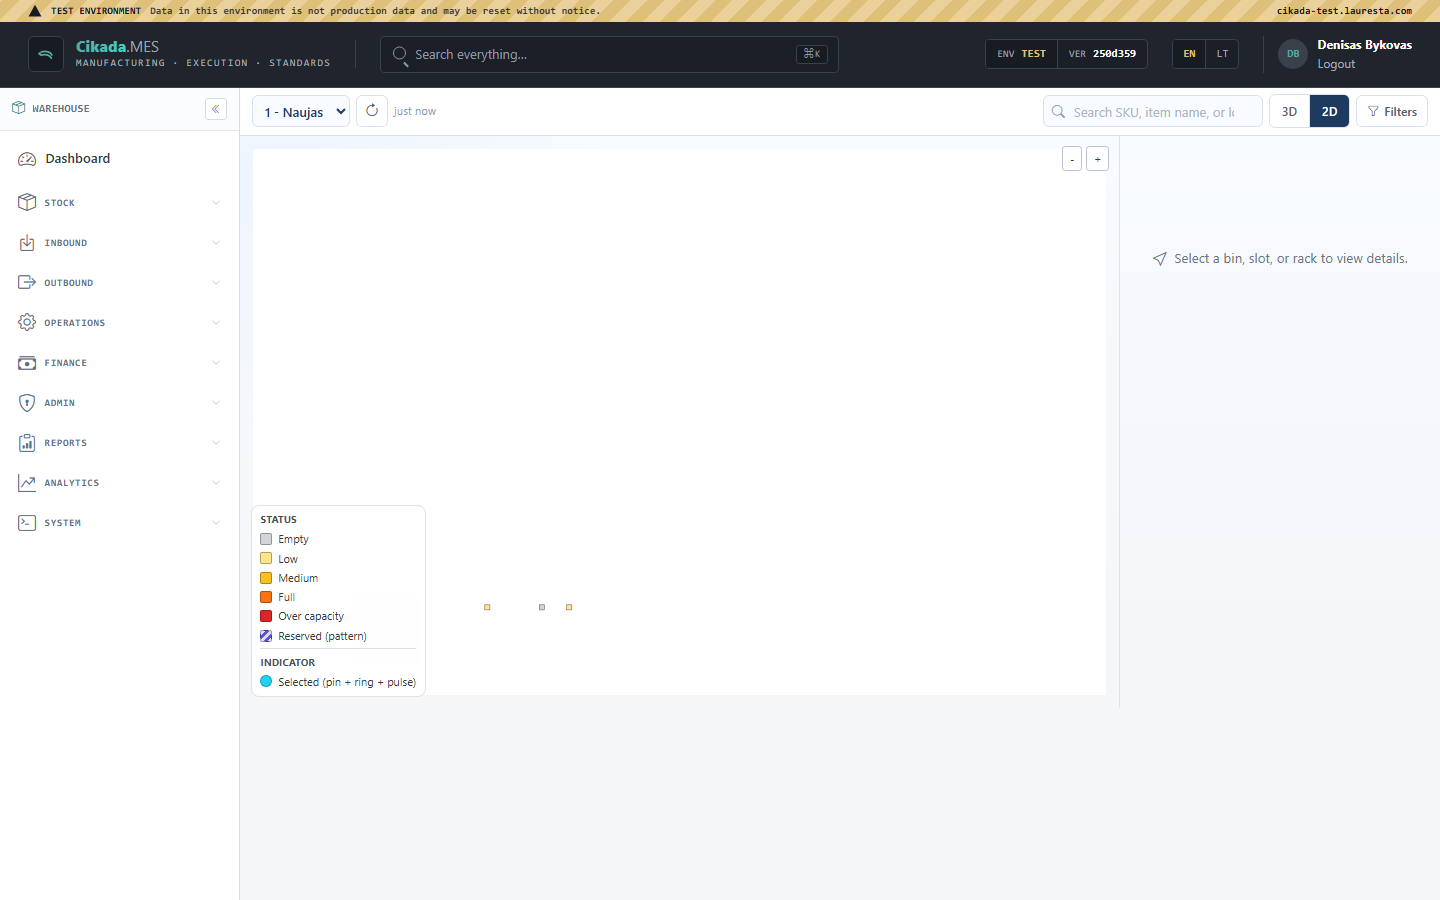 TEST ENVIRONMENT Data in this environment is not production data and may be reset without notice. cikada-test.lauresta.com
Cikada.MES
MANUFACTURING · EXECUTION · STANDARDS
Search everything...
⌘K
ENV TEST VER 250d359
EN LT
DB
Denisas Bykovas
Logout
WAREHOUSE
Dashboard
STOCK
INBOUND
OUTBOUND
OPERATIONS
FINANCE
ADMIN
REPORTS
ANALYTICS
SYSTEM
1 - Naujas
just now
Search SKU, item name, or lo
3D 2D
Filters
- +
Select a bin, slot, or rack to view details.
STATUS
Empty
Low
Medium
Full
Over capacity
Reserved (pattern)
INDICATOR
Selected (pin + ring + pulse)